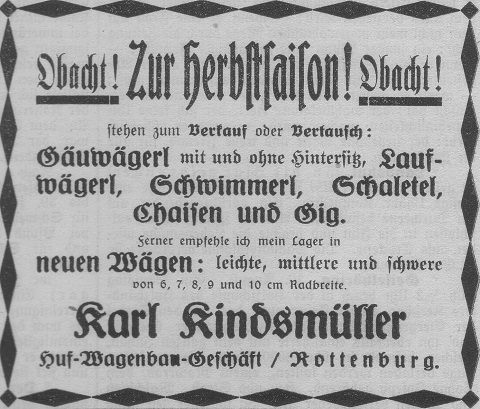 Obacht! Zur Herbstsaison! Obacht!
stehen zum Verkauf oder Vertausch:
Gäuwägerl mit und ohne Hintersitz, Lauf-
wägerl, Schwimmerl, Schaletel,
Chaisen und Gig.
Ferner empfehle ich mein Lager in
neuen Wägen: leichte, mittlere und schwere
von 6, 7, 8, 9 und 10 cm Radbreite.
Karl Kindsmüller
Huf-Wagenbau-Geschäft / Rottenburg.